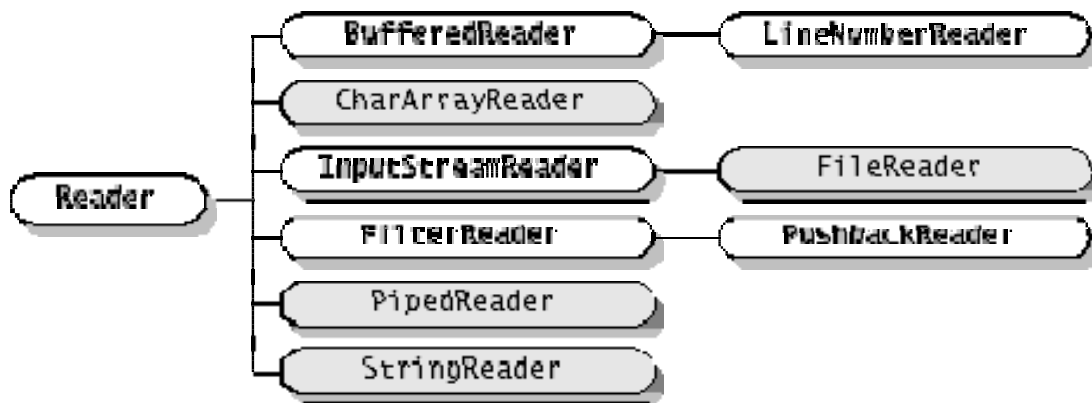 BufferedReader LineNumberReader
CharArrayReader
InputStreamReader FileReader
Reader
FilterReader PushbackReader
PipedReader
StringReader